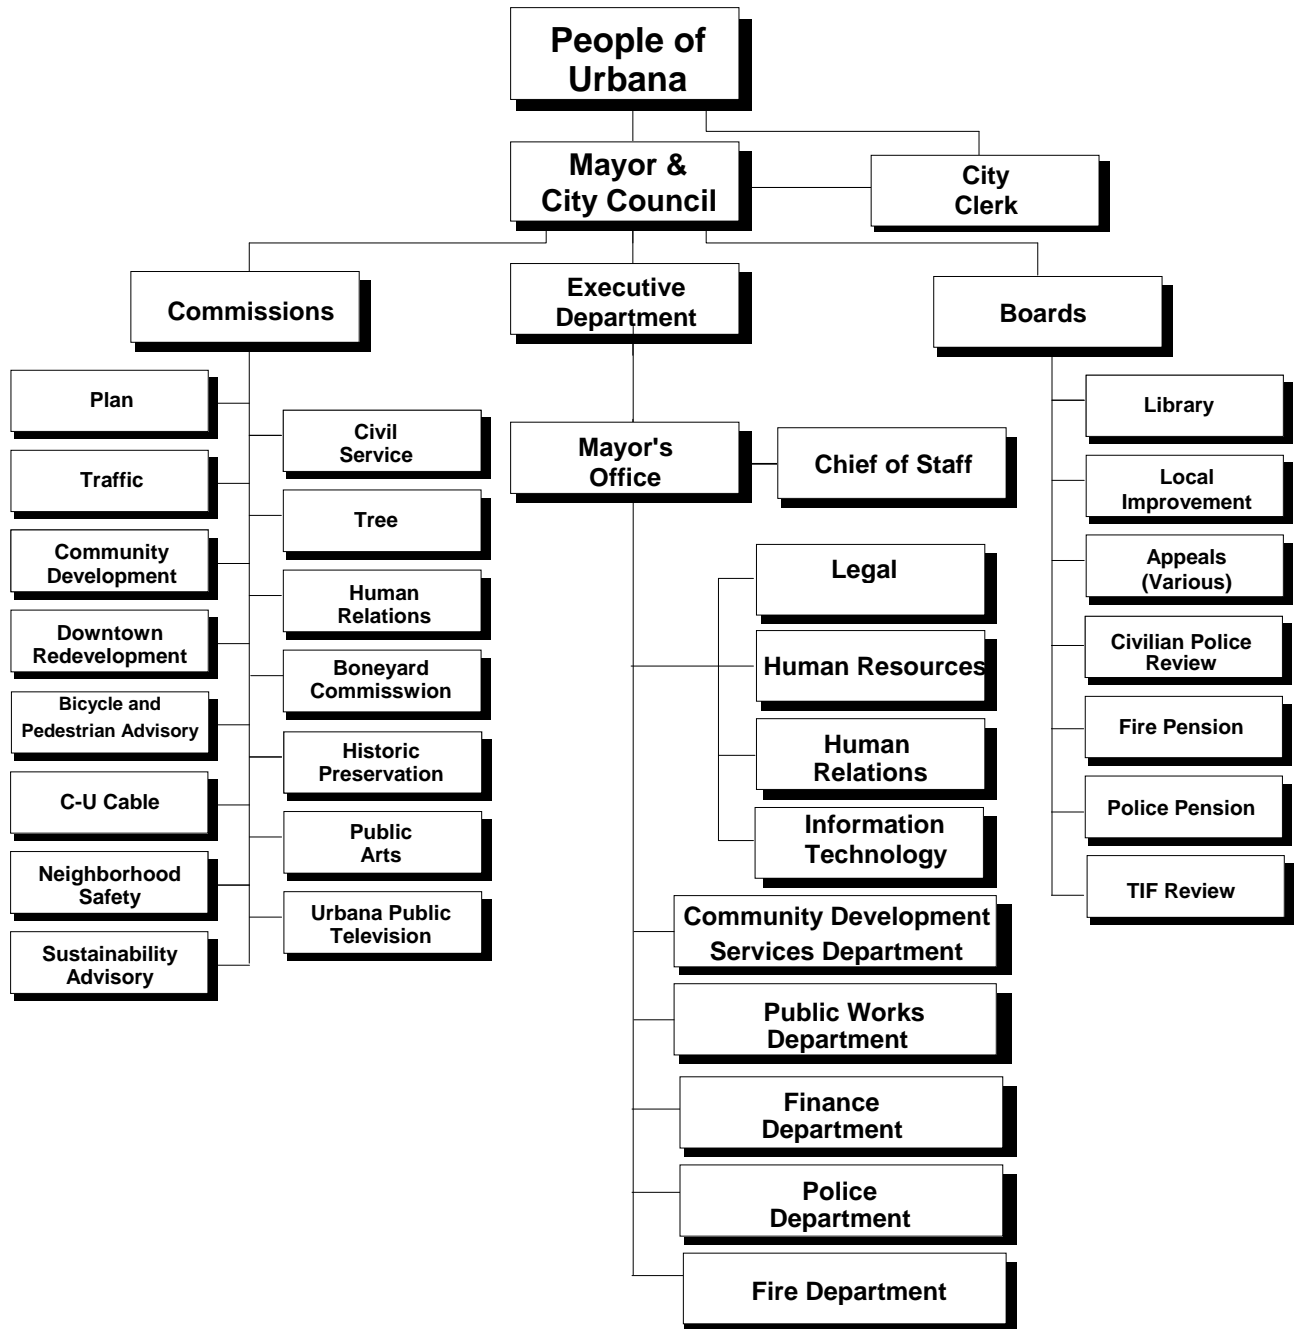 People of
Urbana
Mayor &
City Council
City
Clerk
Commissions
Executive
Department
Boards
Plan
Traffic
Community
Development
Downtown
Redevelopment
Bicycle and
Pedestrian Advisory
C-U Cable
Neighborhood
Safety
Sustainability
Advisory
Civil
Service
Tree
Human
Relations
Boneyard
Commisswion
Historic
Preservation
Public
Arts
Urbana Public
Television
Mayor's
Office
Chief of Staff
Legal
Human Resources
Human
Relations
Information
Technology
Community Development
Services Department
Public Works
Department
Finance
Department
Police
Department
Fire Department
Library
Local
Improvement
Appeals
(Various)
Civilian Police
Review
Fire Pension
Police Pension
TIF Review